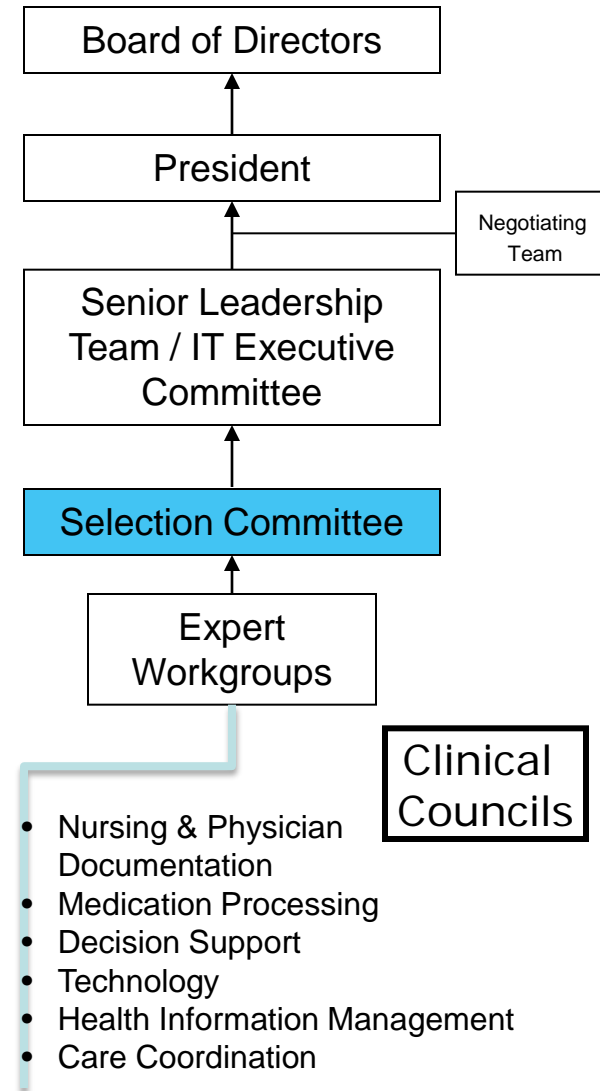 Board of Directors
President
Negotiating
Team
Senior Leadership
Team / IT Executive
Committee
Selection Committee
Expert
Workgroups
Clinical
Councils
• Nursing & Physician
Documentation
• Medication Processing
• Decision Support
• Technology
• Health Information Management
• Care Coordination